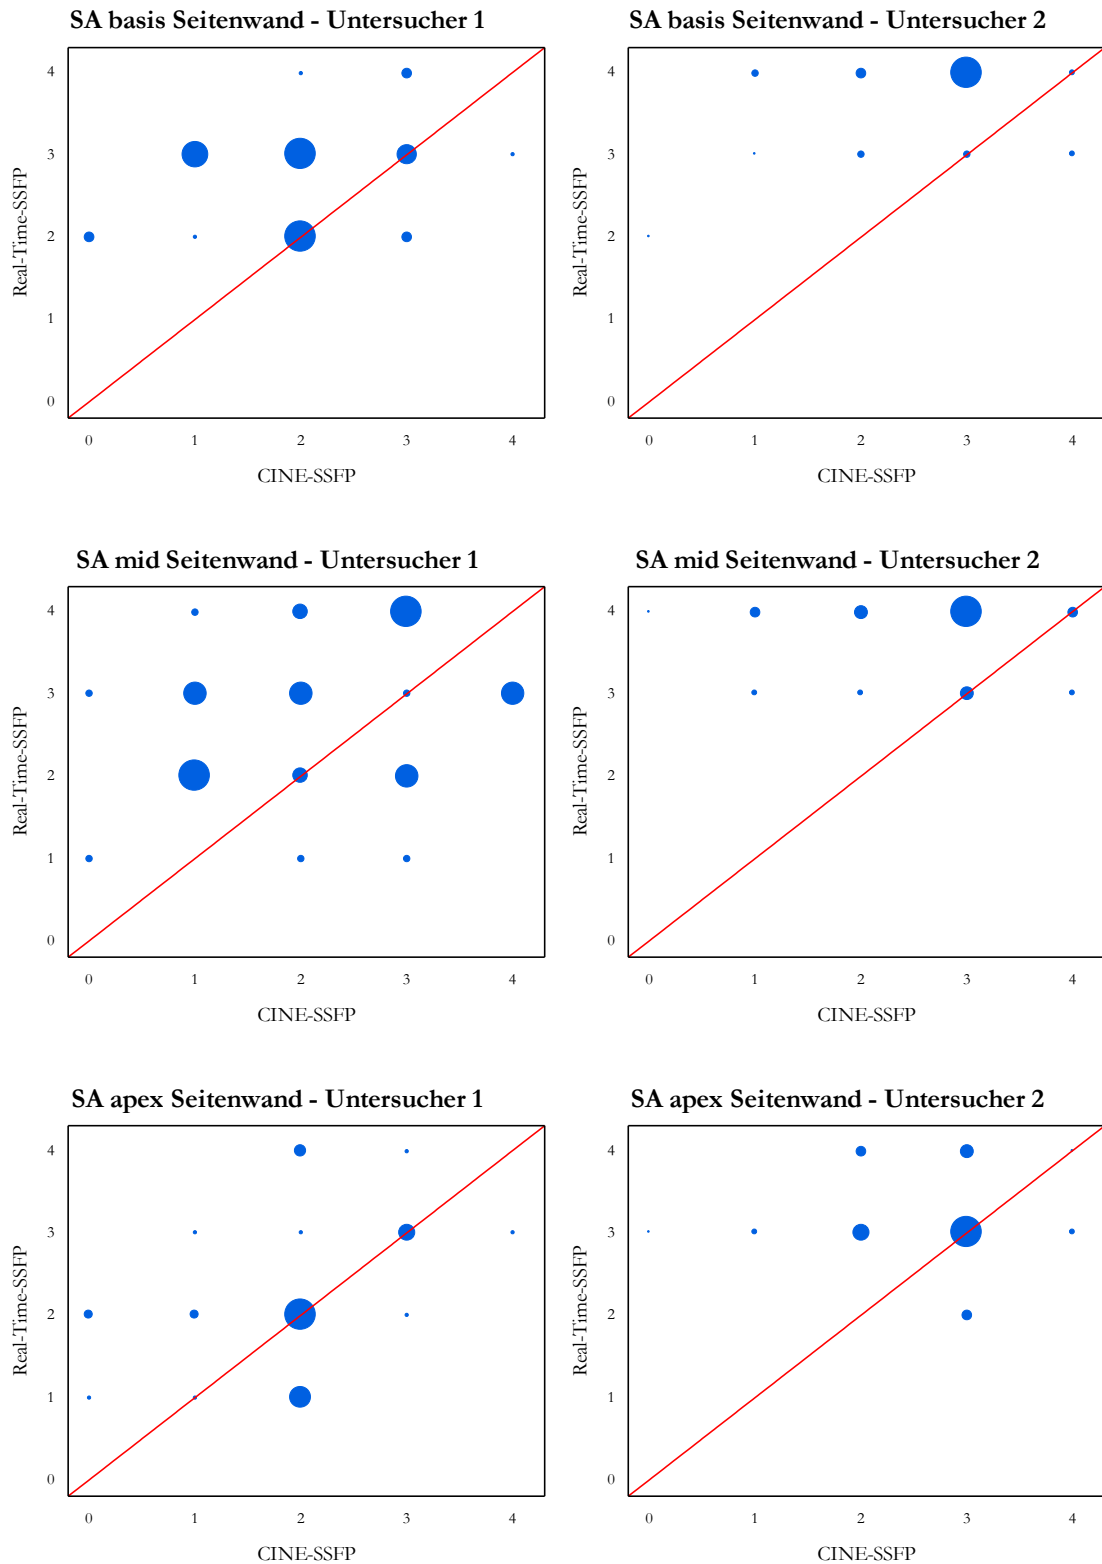 SA basis Seitenwand - Untersucher 1
4
3
2
1
0
Real-Time-SSFP
0 1 2 3 4
CINE-SSFP
SA basis Seitenwand - Untersucher 2
4
3
2
1
0
Real-Time-SSFP
0 1 2 3 4
CINE-SSFP
SA mid Seitenwand - Untersucher 1
4
3
2
1
0
Real-Time-SSFP
0 1 2 3 4
CINE-SSFP
SA mid Seitenwand - Untersucher 2
4
3
2
1
0
Real-Time-SSFP
0 1 2 3 4
CINE-SSFP
SA apex Seitenwand - Untersucher 1
4
3
2
1
0
Real-Time-SSFP
0 1 2 3 4
CINE-SSFP
SA apex Seitenwand - Untersucher 2
4
3
2
1
0
Real-Time-SSFP
0 1 2 3 4
CINE-SSFP